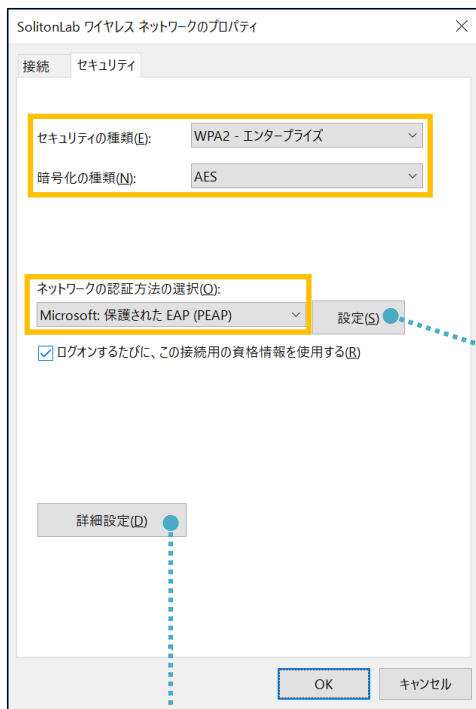 SolitonLab ワイヤレス ネットワークのプロパティ
接続 セキュリティ
セキュリティの種類(E): WPA2 - エンタープライズ
暗号化の種類(N): AES
ネットワークの認証方法の選択(O):
Microsoft: 保護された EAP (PEAP) 設定(S)
ログオンするたびに、この接続用の資格情報を使用する(R)
詳細設定(D)
OK キャンセル